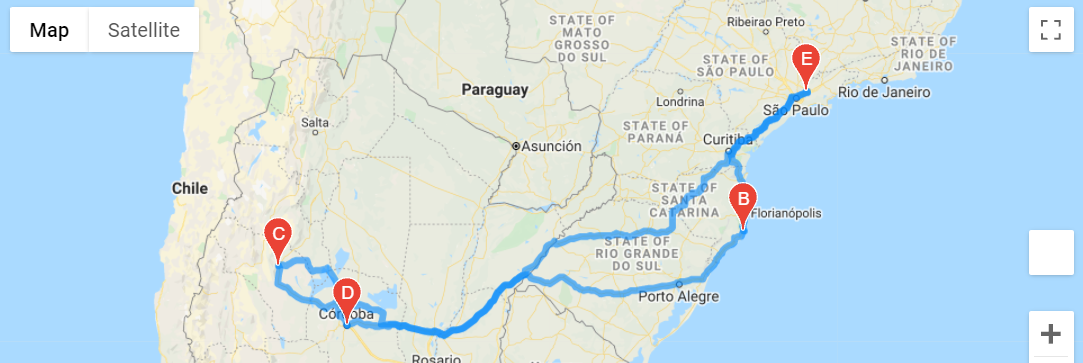 Map
Satellite
STATE OF
MATO
GROSSO
DO SUL
Ribeirao Preto
STATE OF
RIO DE
JANEIRO
STATE OF
SÃO PAULO
E
Paraguay
Londrina
São Paulo
Rio de Janeiro
Salta
STATE OF
PARANÁ
Asunción
Curitiba
Chile
STATE OF
SANTA
CATARINA
B
Florianópolis
C
STATE OF
RIO GRANDE
DO SUL
D
Porto Alegre
Córdoba
Rosario